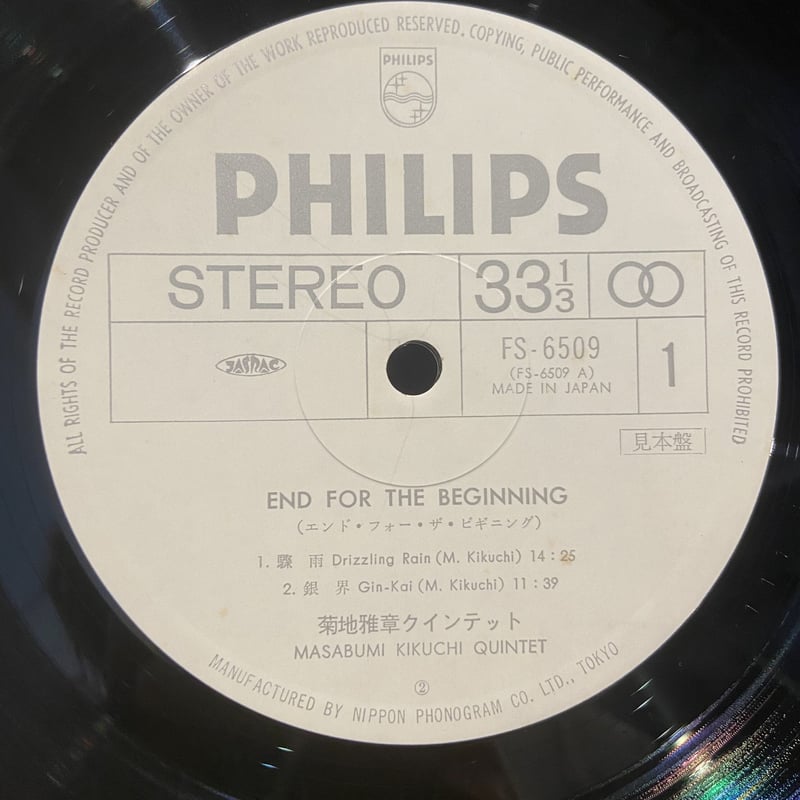 ALL RIGHTS OF THE RECORD PRODUCER AND OF THE OWNER OF THE WORK REPRODUCED RESERVED. COPYING, PUBLIC PERFORMANCE AND BROADCASTING OF THIS RECORD PROHIBITED
PHILIPS
PHILIPS
STEREO 33 1/3
JASRAC FS-6509 1
(FS-6509 A)
MADE IN JAPAN
見本盤
END FOR THE BEGINNING
(エンド・フォー・ザ・ビギニング)
1. 驟 雨 Drizzling Rain (M. Kikuchi) 14:25
2. 銀 界 Gin-Kai (M. Kikuchi) 11:39
菊地雅章クインテット
MASABUMI KIKUCHI QUINTET
②
MANUFACTURED BY NIPPON PHONOGRAM CO. LTD., TOKYO